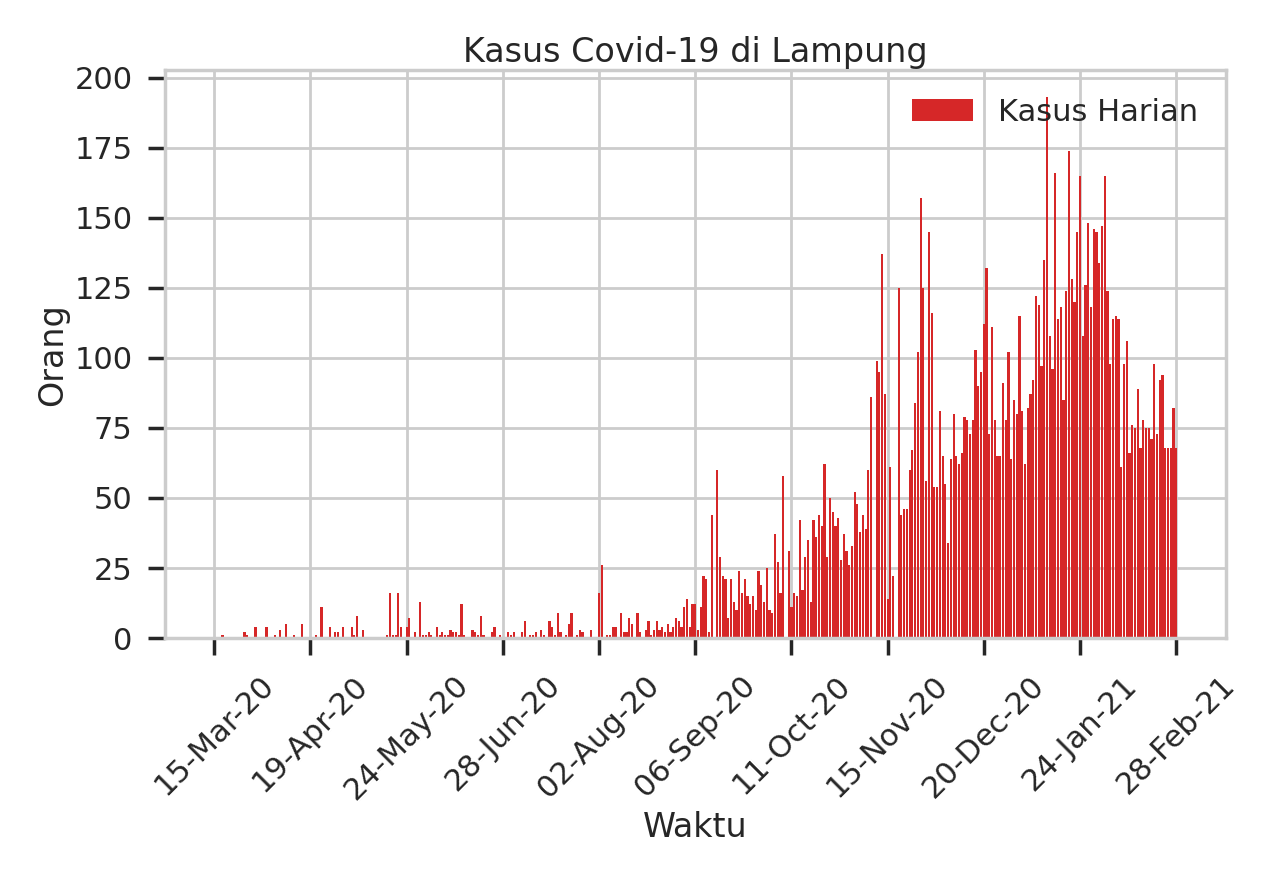 Kasus Covid-19 di Lampung
Kasus Harian
200
175
150
125
100
75
50
25
0
Orang
15-Mar-20
19-Apr-20
24-May-20
28-Jun-20
02-Aug-20
06-Sep-20
11-Oct-20
15-Nov-20
20-Dec-20
24-Jan-21
28-Feb-21
Waktu